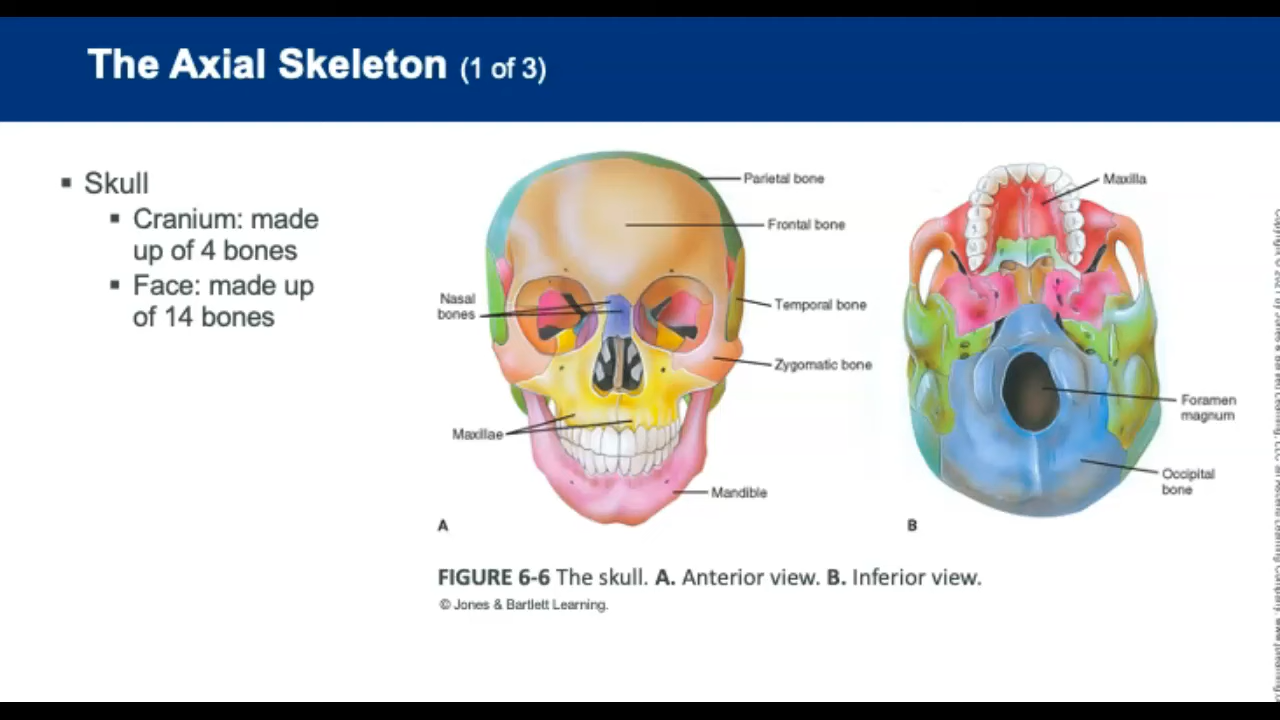 The Axial Skeleton (1 of 3)
▪ Skull
▪ Cranium: made
up of 4 bones
▪ Face: made up
of 14 bones
Parietal bone
Frontal bone
Nasal
bones
Temporal bone
Zygomatic bone
Maxillae
Mandible
A
Maxilla
Foramen
magnum
Occipital
bone
B
FIGURE 6-6 The skull. A. Anterior view. B. Inferior view.
© Jones & Bartlett Learning.